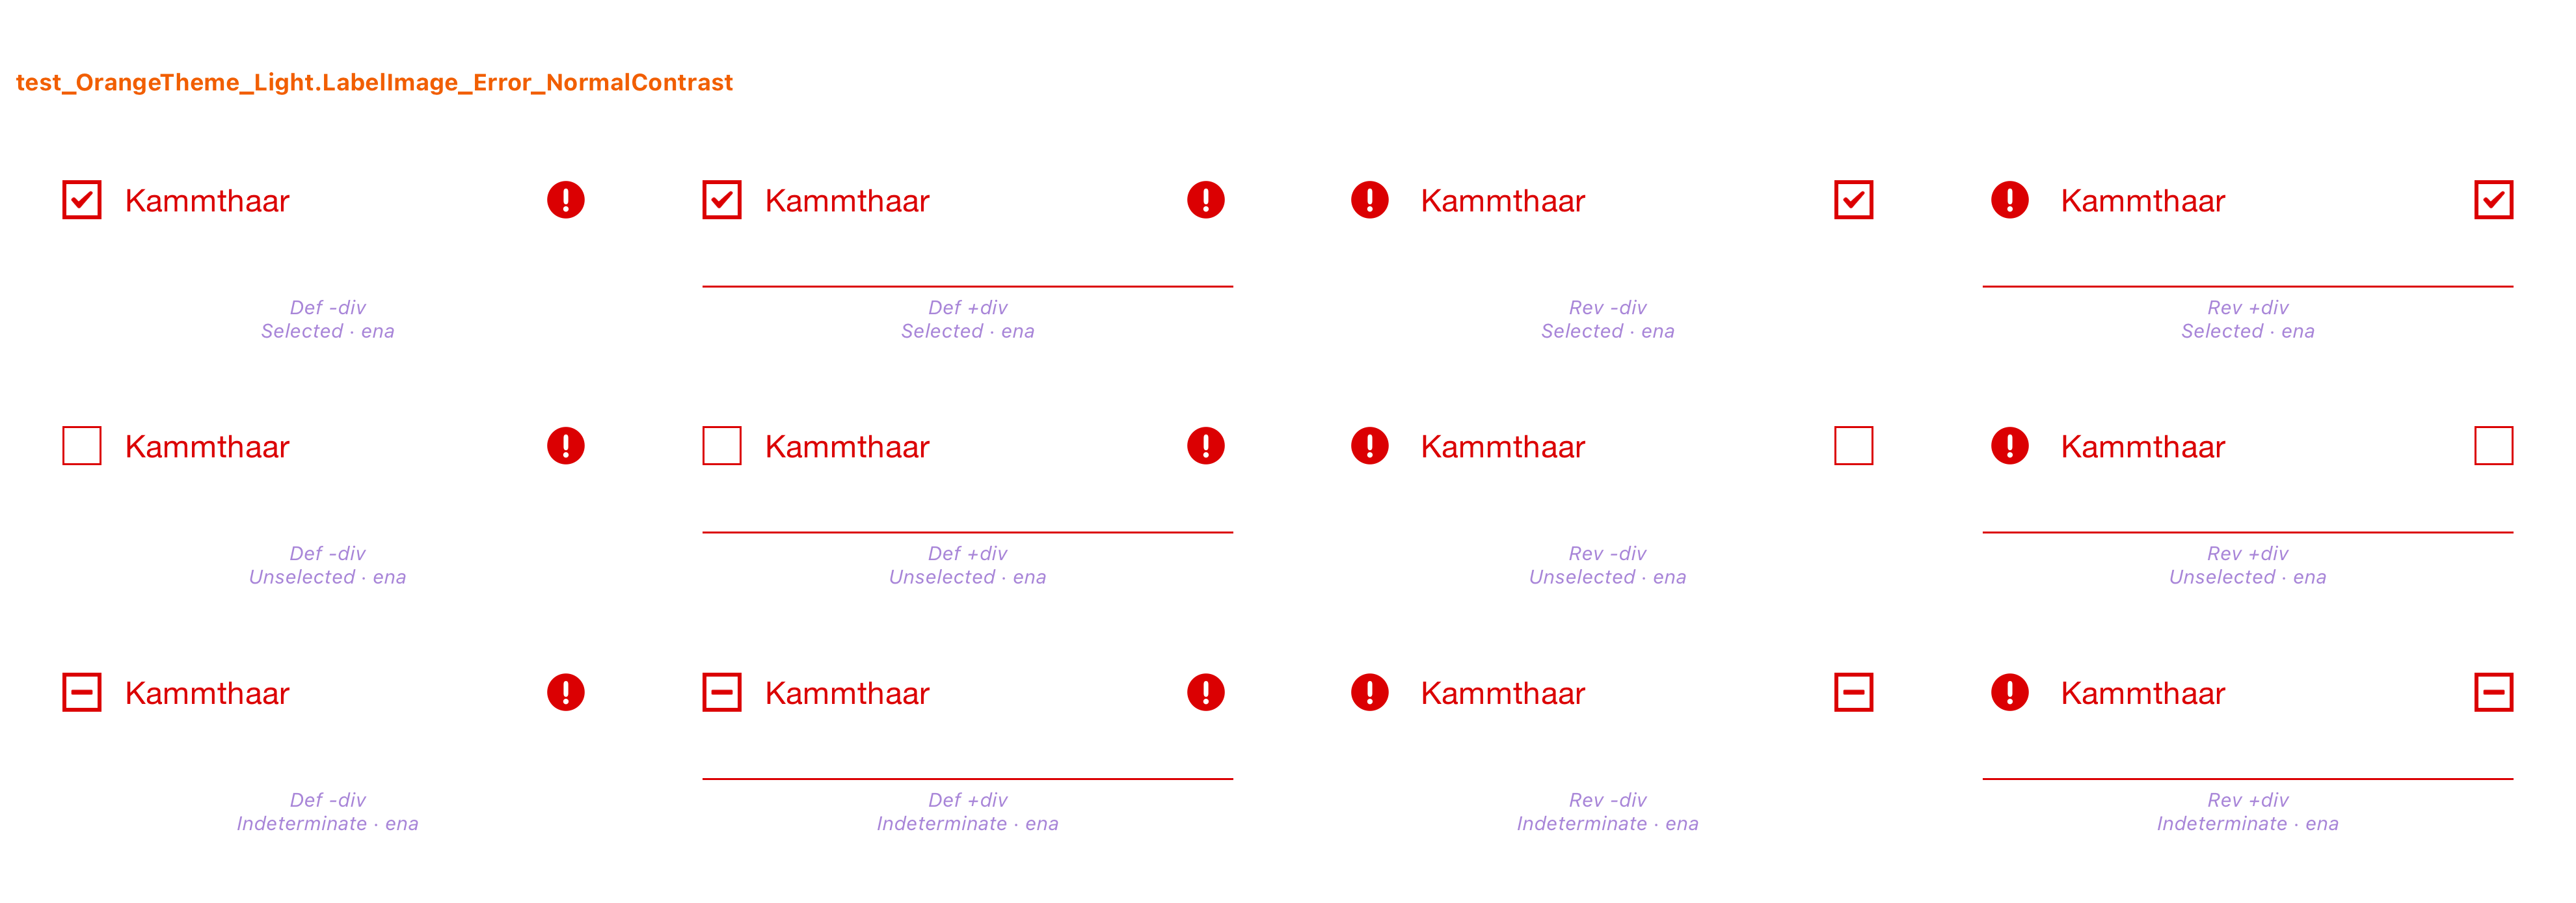 test_OrangeTheme_Light.LabelImage_Error_NormalContrast
Kammthaar
Kammthaar
Kammthaar
Kammthaar
Def -div
Selected · ena
Def +div
Selected · ena
Rev -div
Selected · ena
Rev +div
Selected · ena
Kammthaar
Kammthaar
Kammthaar
Kammthaar
Def -div
Unselected · ena
Def +div
Unselected · ena
Rev -div
Unselected · ena
Rev +div
Unselected · ena
Kammthaar
Kammthaar
Kammthaar
Kammthaar
Def -div
Indeterminate · ena
Def +div
Indeterminate · ena
Rev -div
Indeterminate · ena
Rev +div
Indeterminate · ena